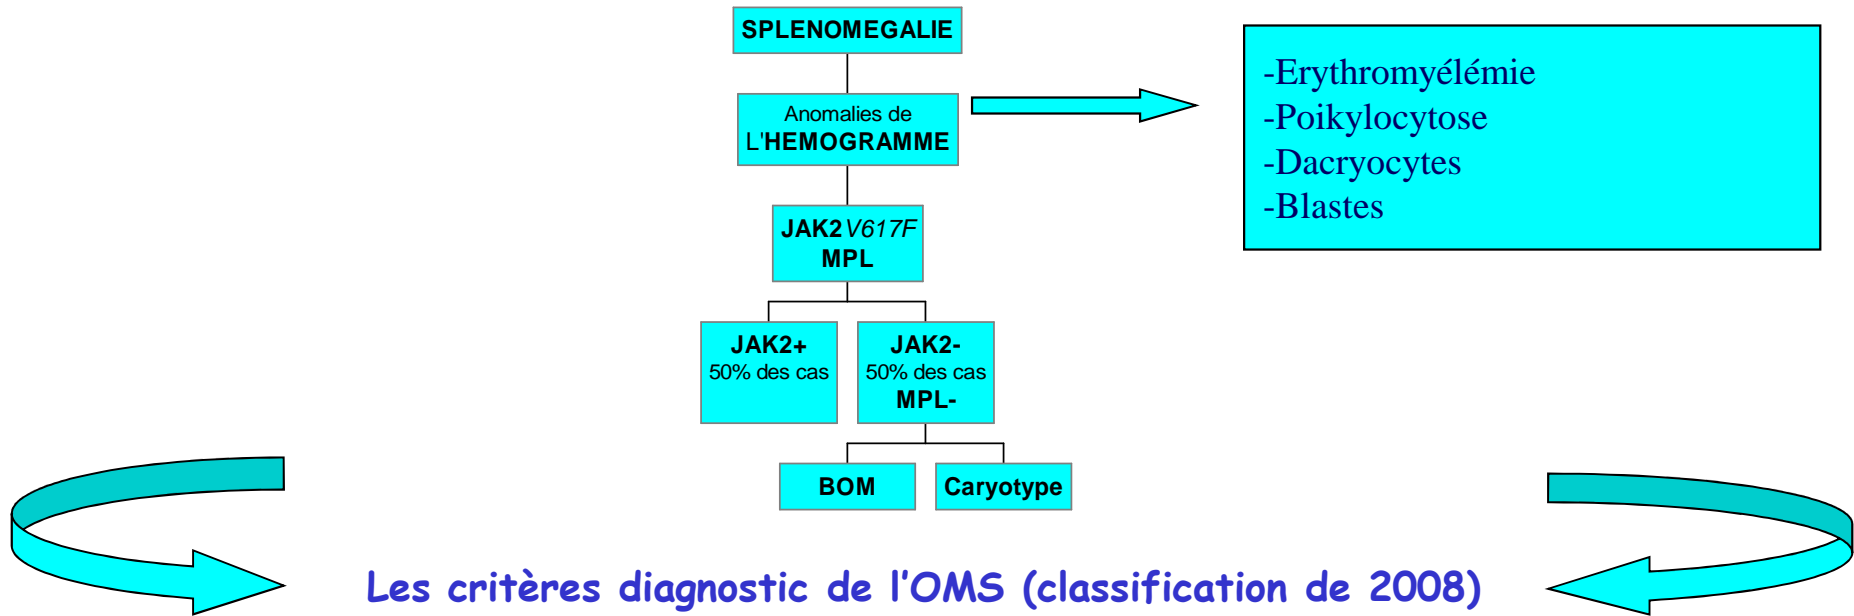 SPLENOMEGALIE
Anomalies de
L'HEMOGRAMME
-Erythromyélémie
-Poikylocytose
-Dacryocytes
-Blastes
JAK2 V617F
MPL
JAK2+
50% des cas
JAK2-
50% des cas
MPL-
BOM
Caryotype
Les critères diagnostic de l'OMS (classification de 2008)